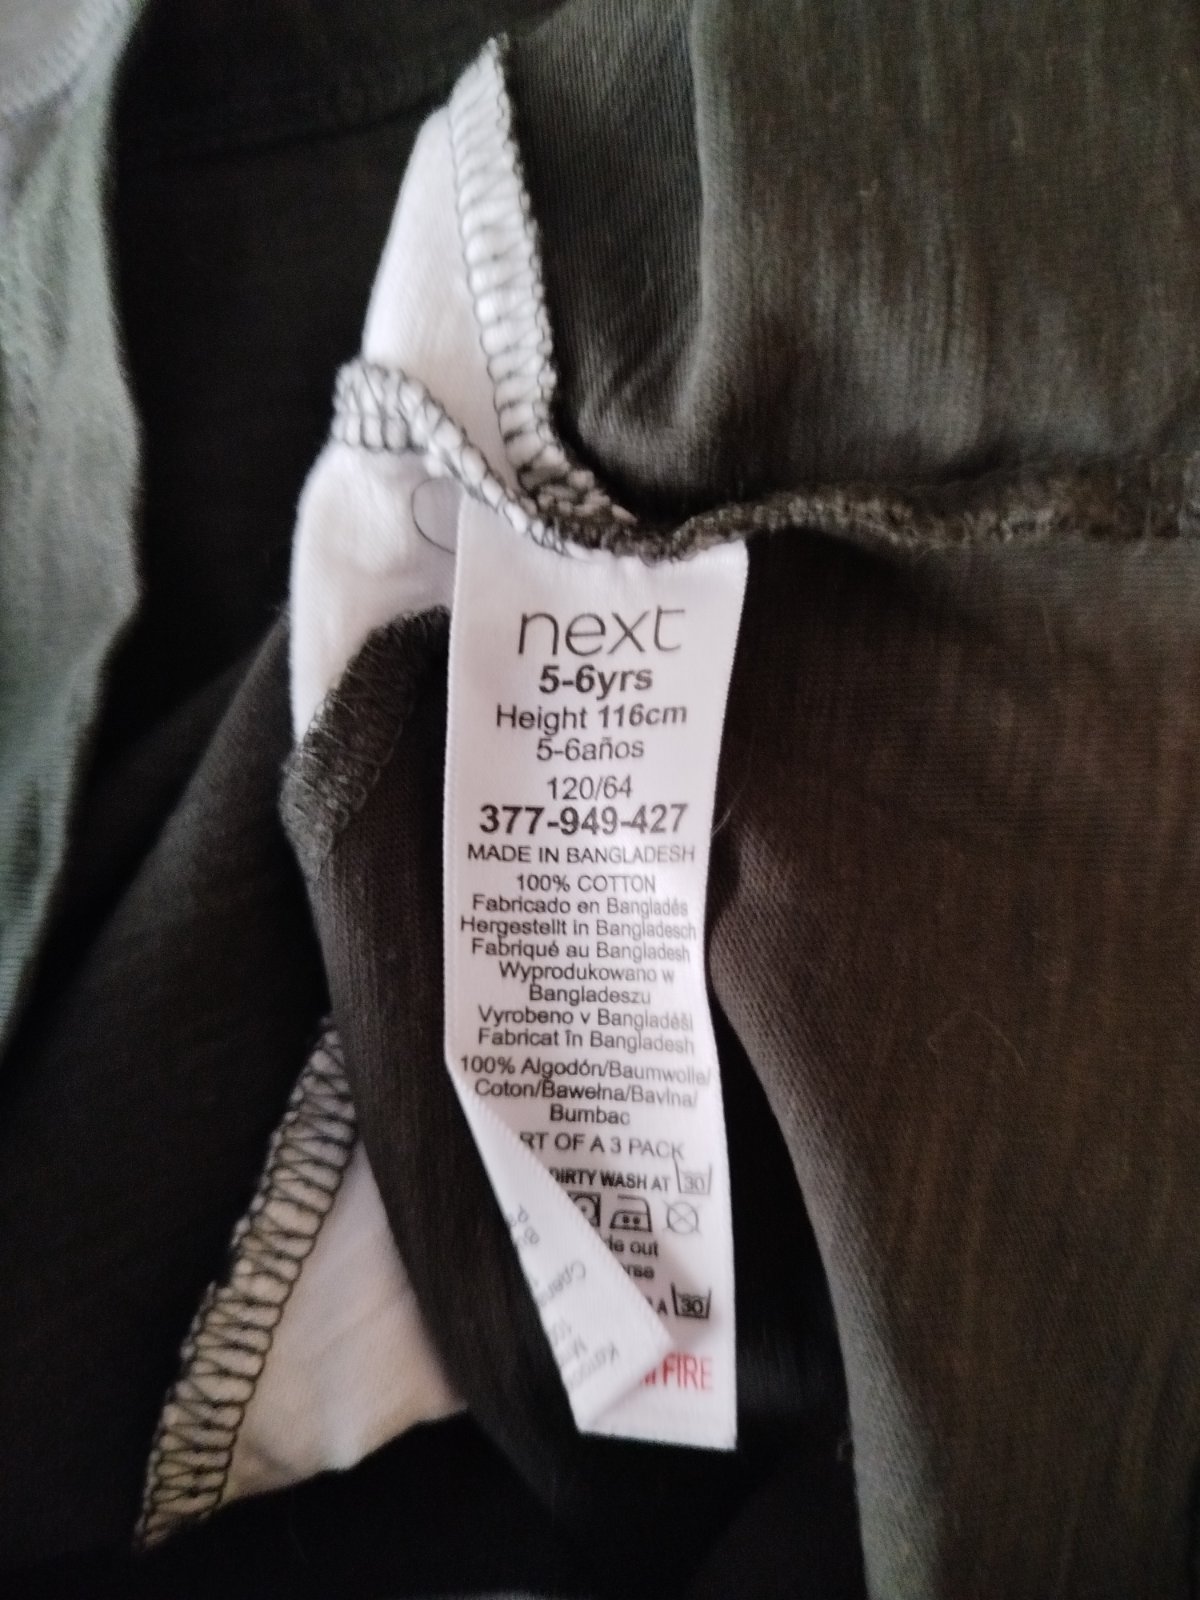 next
5-6yrs
Height 116cm
5-6años
120/64
377-949-427
MADE IN BANGLADESH
100% COTTON
Fabricado en Bangladés
Hergestellt in Bangladesch
Fabriqué au Bangladesh
Wyprodukowano w
Bangladeszu
Vyrobeno v Bangladéši
Fabricat în Bangladesh
100% Algodón/Baumwolle/
Coton/Bawełna/Bavlna/
Bumbac
OF A 3 PACK
DIRTY WASH AT 30
out
30
FIRE